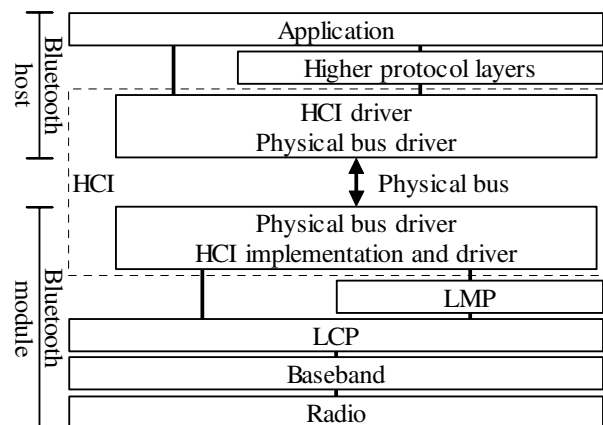 Application
Higher protocol layers
Bluetooth
host
HCI driver
Physical bus driver
HCI
Physical bus
Physical bus driver
HCI implementation and driver
Bluetooth
module
LMP
LCP
Baseband
Radio